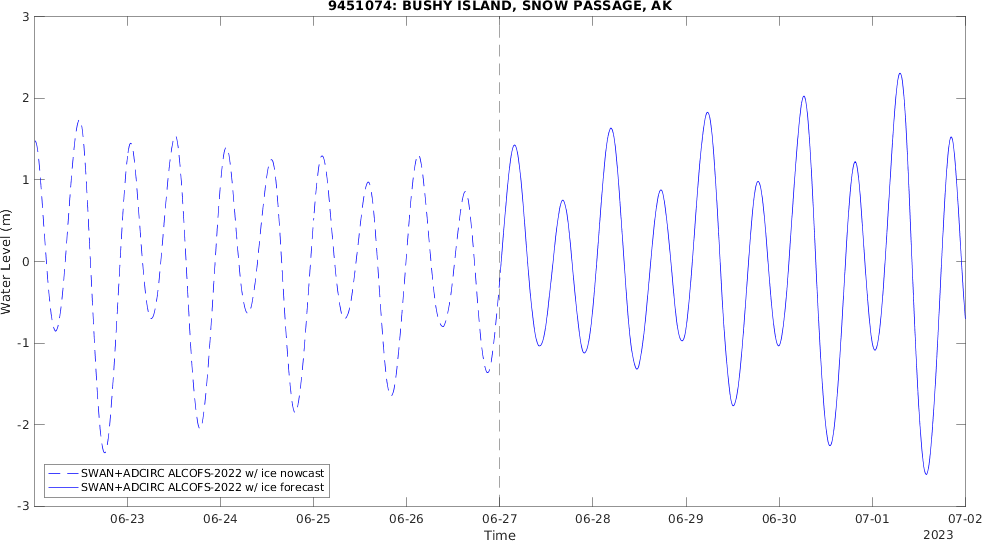 9451074: BUSHY ISLAND, SNOW PASSAGE, AK
3
2
1
0
-1
-2
-3
Water Level (m)
SWAN+ADCIRC ALCOFS-2022 w/ ice nowcast
SWAN+ADCIRC ALCOFS-2022 w/ ice forecast
06-23 06-24 06-25 06-26 06-27 06-28 06-29 06-30 07-01 07-02
Time
2023